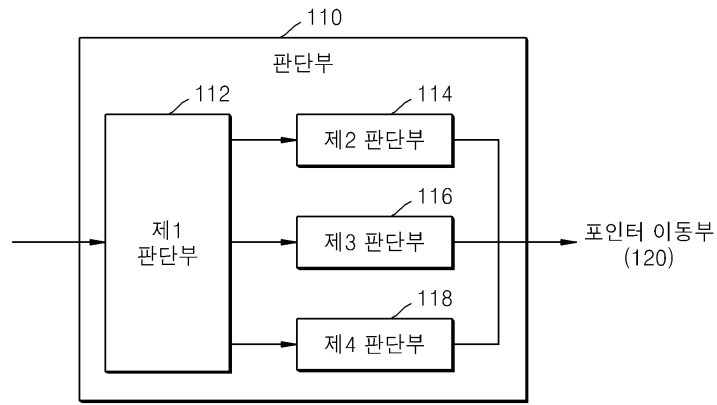 110
판단부
112
114
제2 판단부
116
제1
판단부
제3 판단부
포인터 이동부
(120)
118
제4 판단부